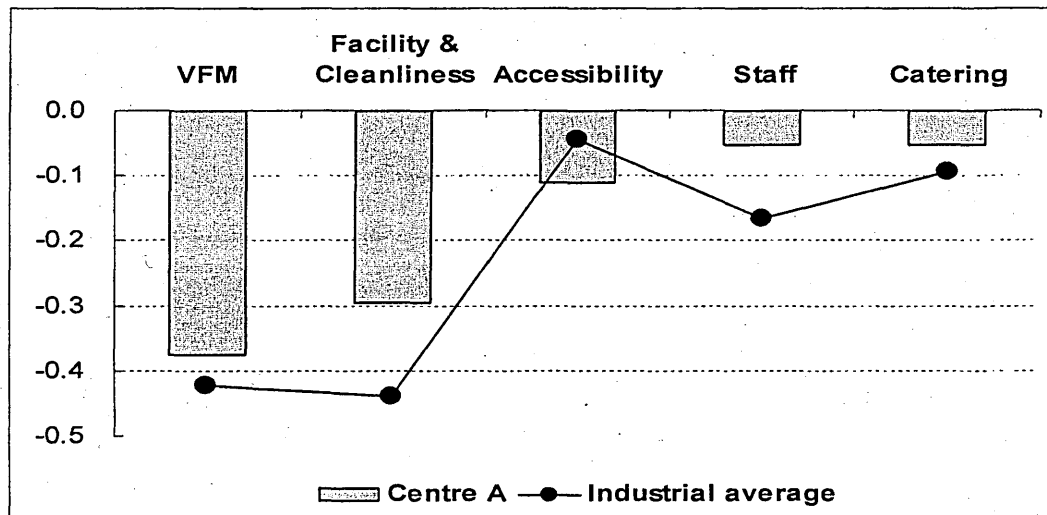 Facility &
VFM Cleanliness Accessibility Staff Catering
0.0
-0.1
-0.2
-0.3
-0.4
-0.5
Centre A Industrial average